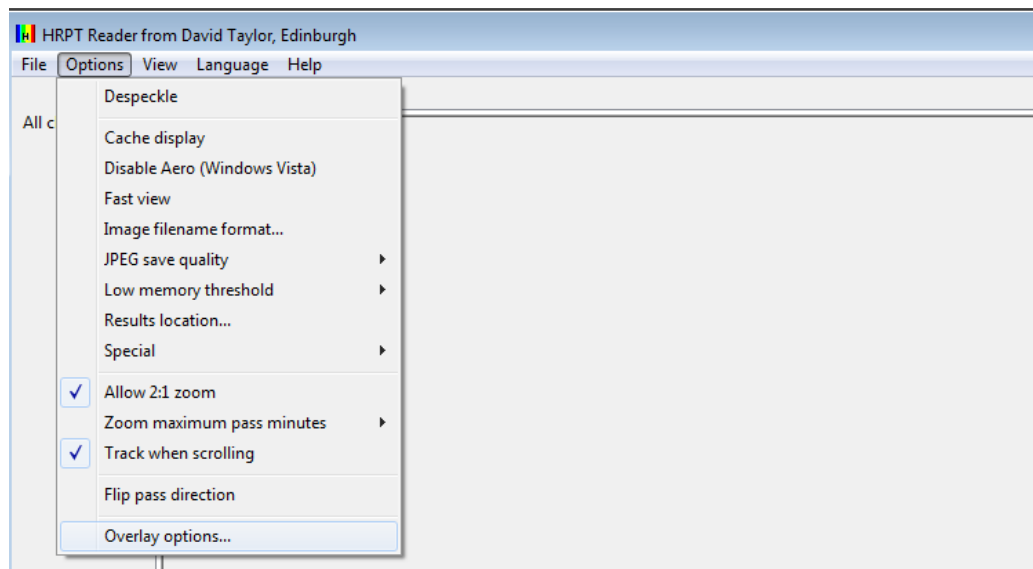 HRPT Reader from David Taylor, Edinburgh
File Options View Language Help
Despeckle
All c
Cache display
Disable Aero (Windows Vista)
Fast view
Image filename format...
JPEG save quality
Low memory threshold
Results location...
Special
Allow 2:1 zoom
Zoom maximum pass minutes
Track when scrolling
Flip pass direction
Overlay options...